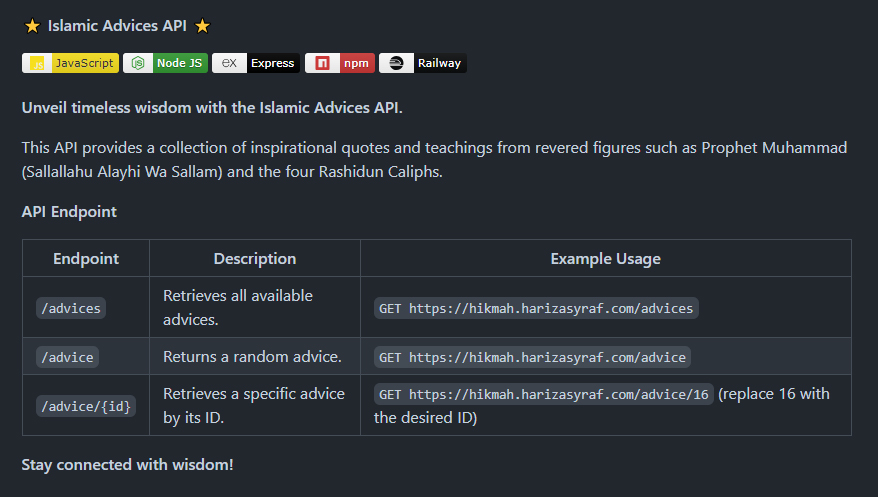 ⭐ Islamic Advices API ⭐
JS JavaScript Node JS ex Express npm Railway
Unveil timeless wisdom with the Islamic Advices API.
This API provides a collection of inspirational quotes and teachings from revered figures such as Prophet Muhammad
(Sallallahu Alayhi Wa Sallam) and the four Rashidun Caliphs.
API Endpoint
Endpoint Description Example Usage
/advices Retrieves all available advices. GET https://hikmah.harizasyraf.com/advices
/advice Returns a random advice. GET https://hikmah.harizasyraf.com/advice
/advice/{id} Retrieves a specific advice by its ID. GET https://hikmah.harizasyraf.com/advice/16 (replace 16 with the desired ID)
Stay connected with wisdom!